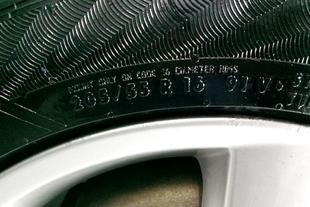 MOUNT ONLY ON CODE 16 DIAMETER RIMS
205/55 R 16 91